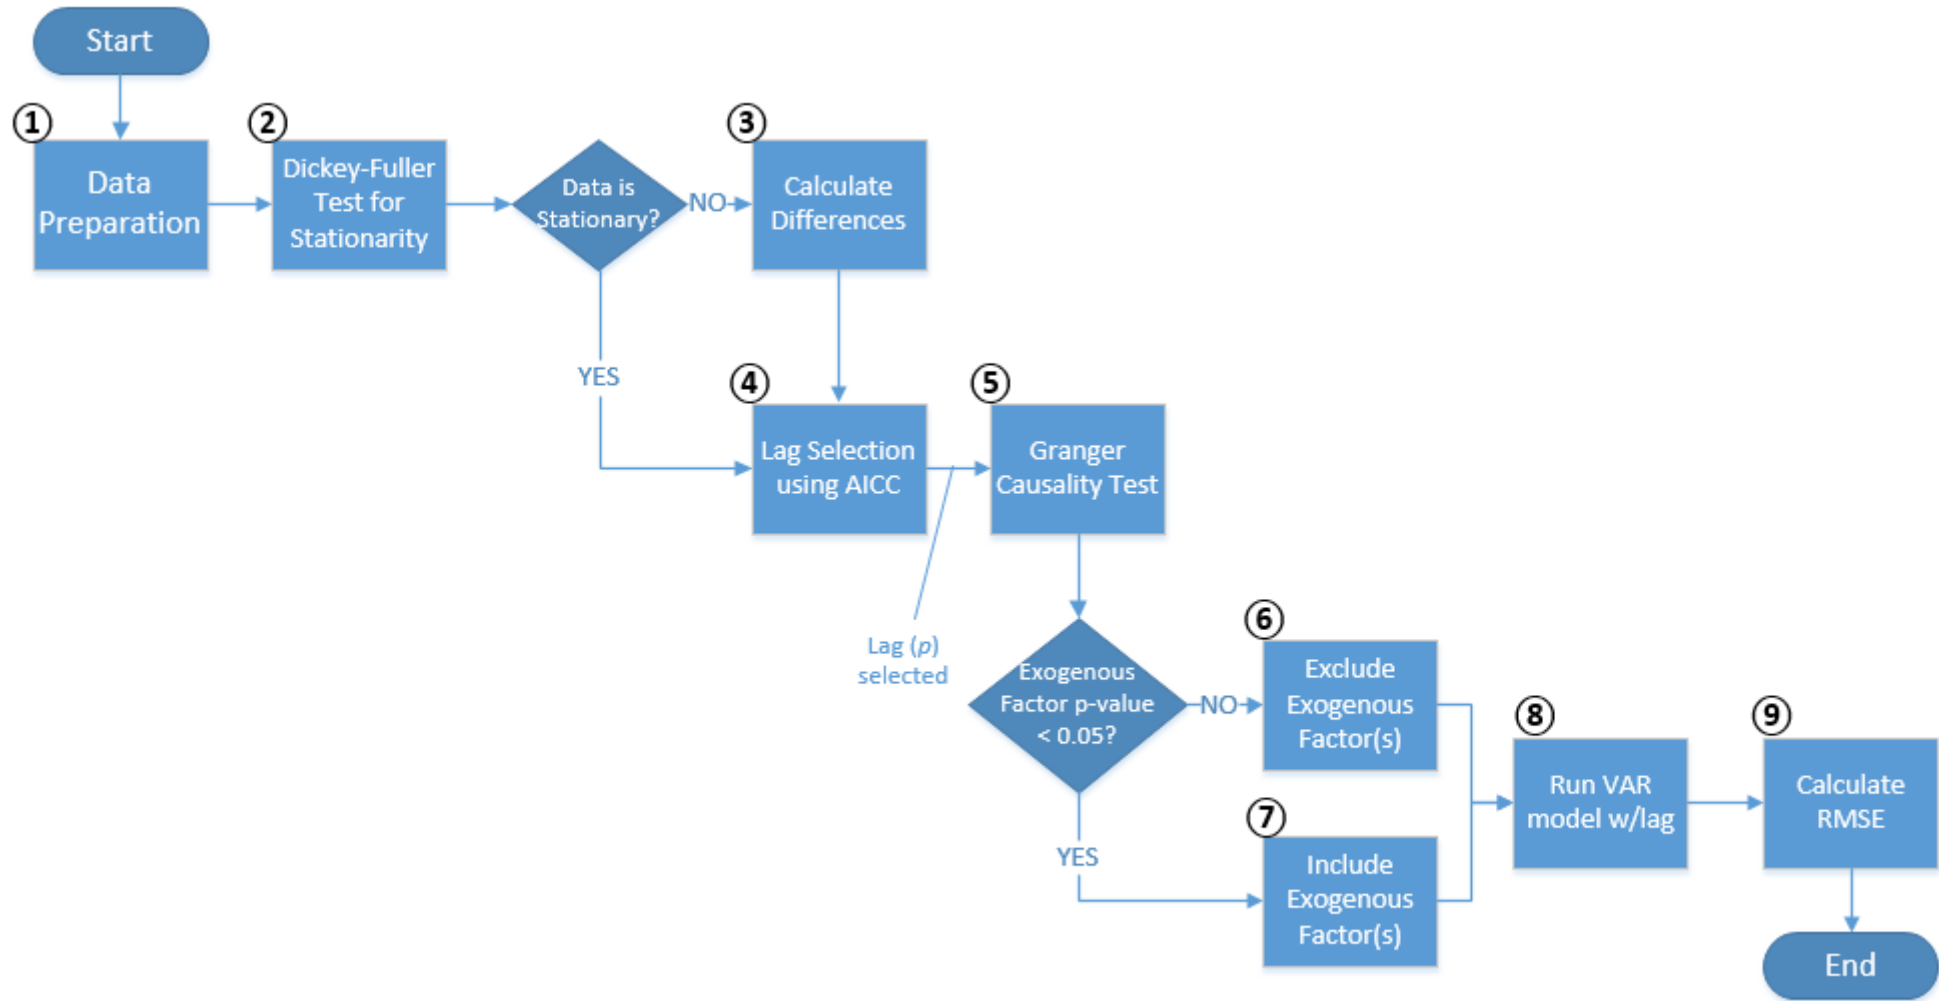 Start
①
Data
Preparation
②
Dickey-Fuller
Test for
Stationarity
Data is
Stationary?
NO
③
Calculate
Differences
YES
④
Lag Selection
using AICC
Lag (p)
selected
⑤
Granger
Causality Test
Exogenous
Factor p-value
< 0.05?
NO
⑥
Exclude
Exogenous
Factor(s)
YES
⑦
Include
Exogenous
Factor(s)
⑧
Run VAR
model w/lag
⑨
Calculate
RMSE
End